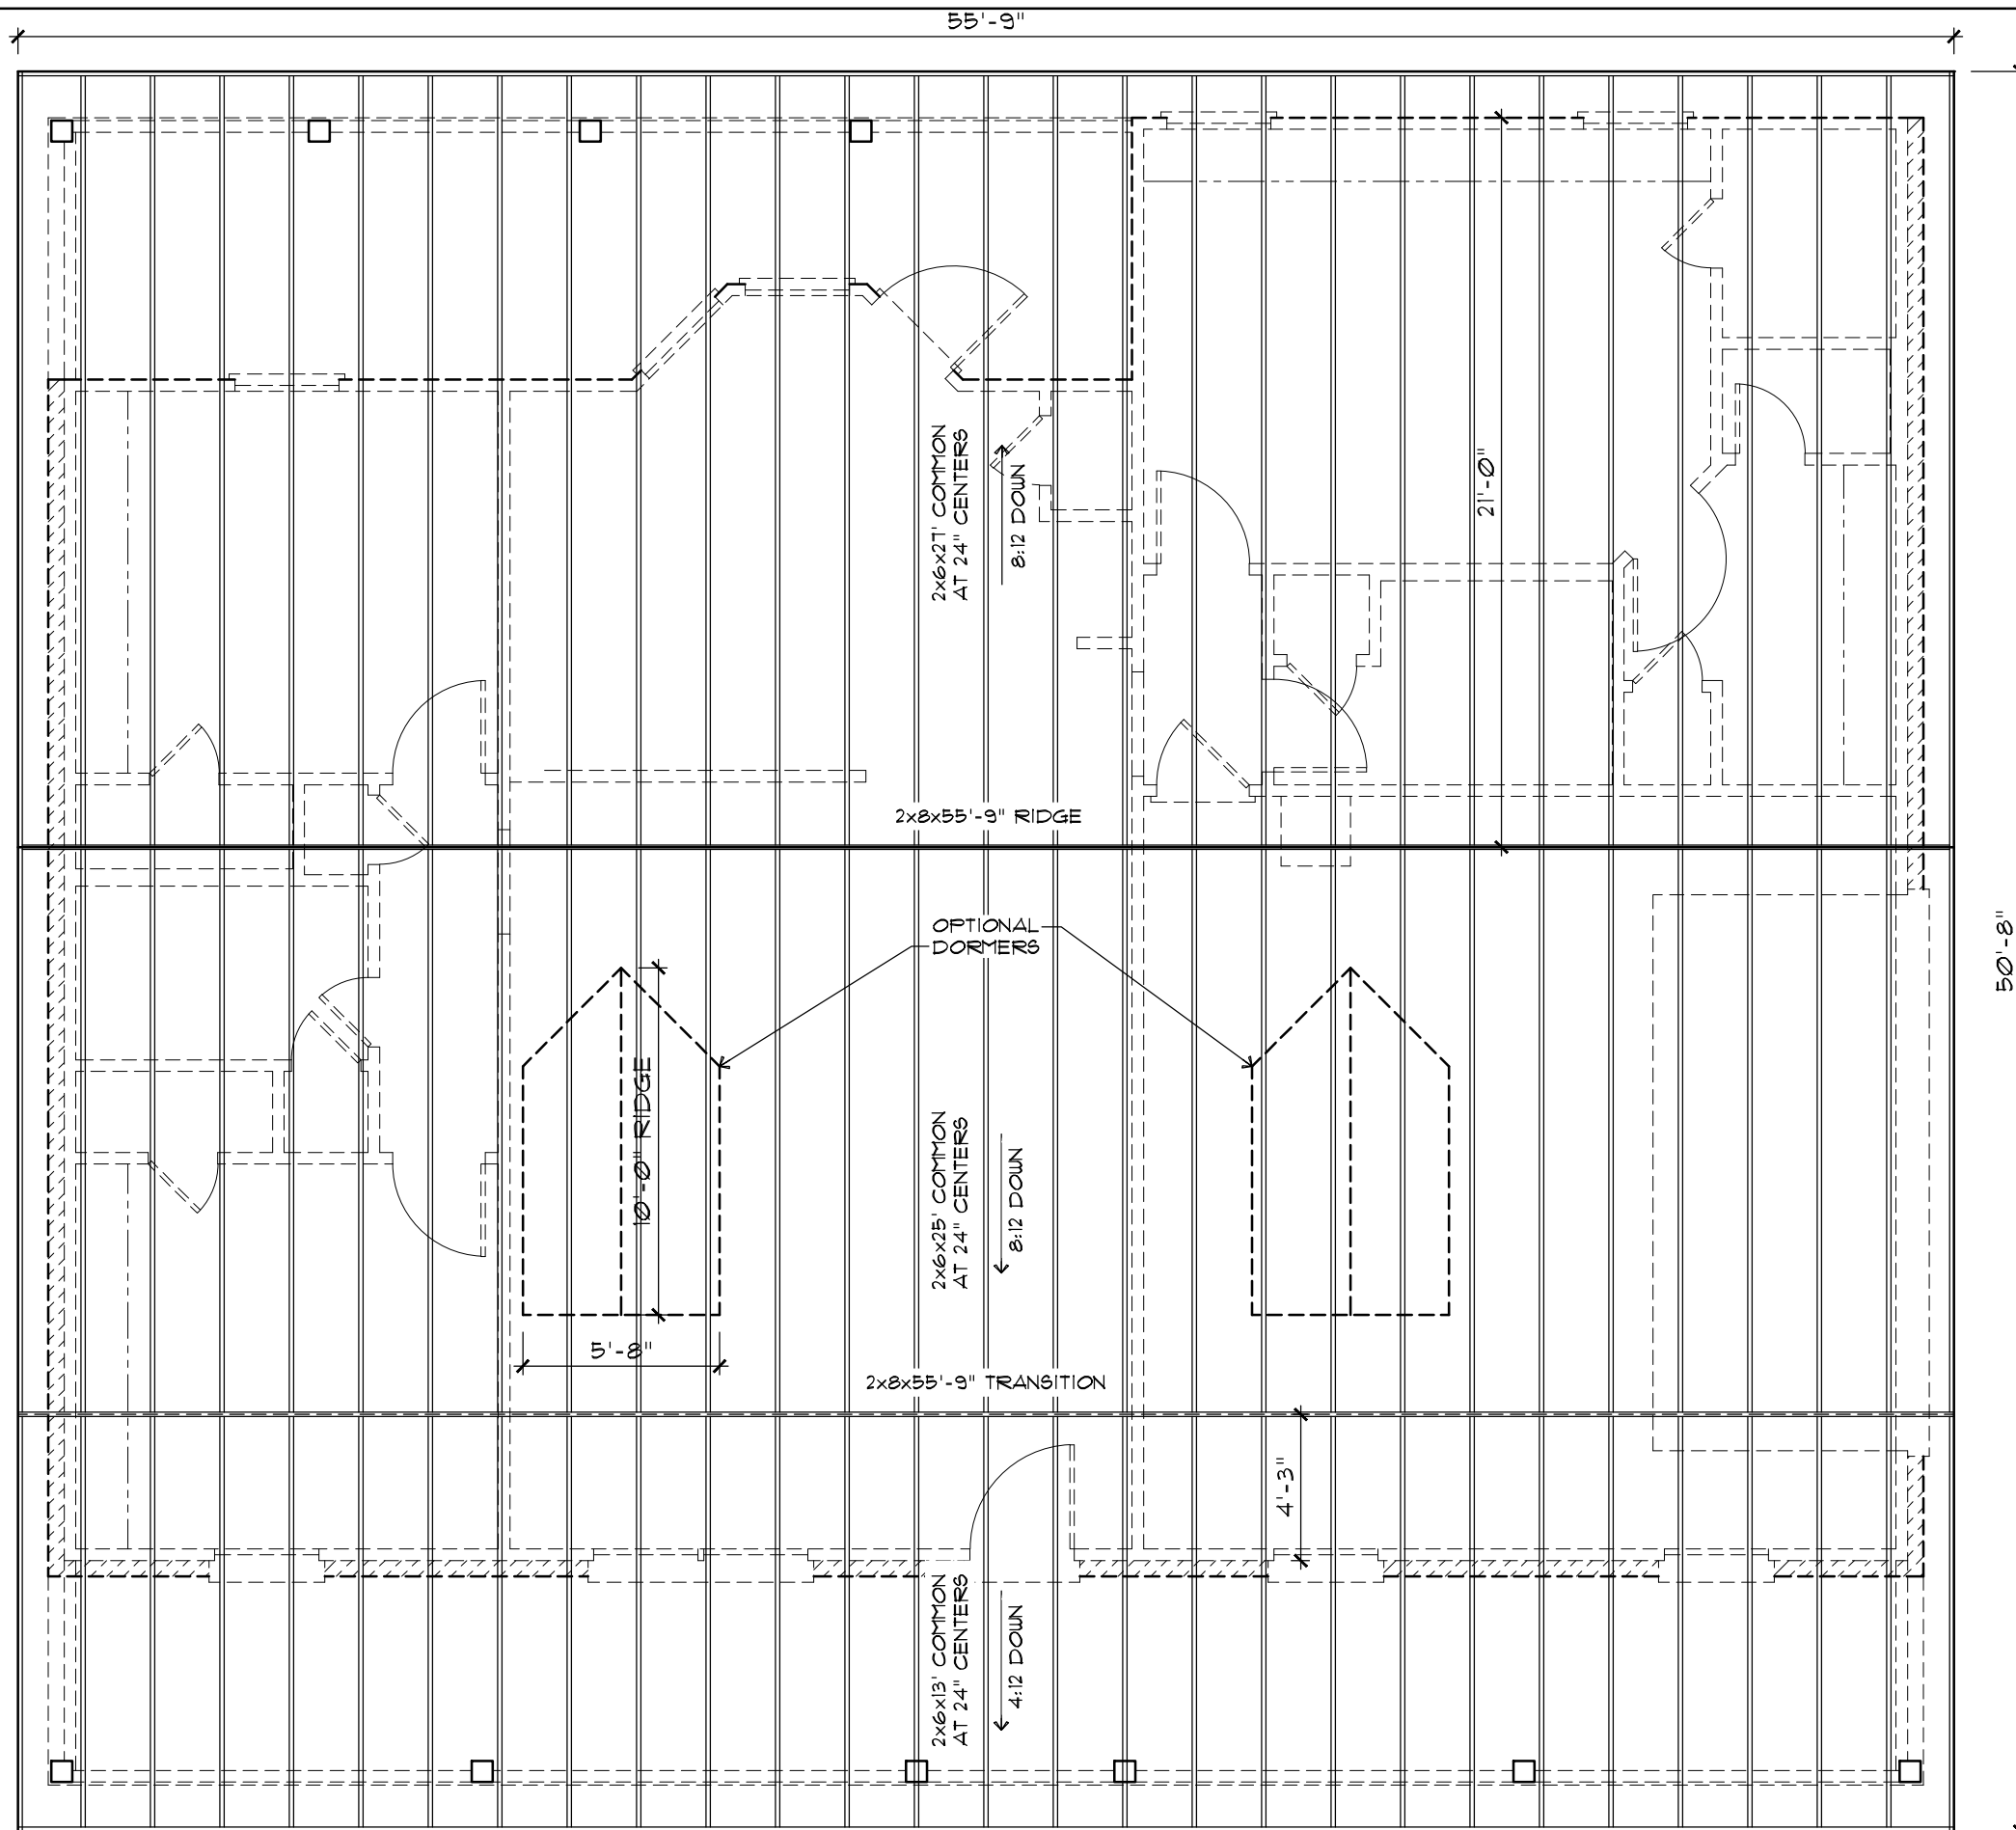 55'-9"
2x6x27' COMMON
AT 24" CENTERS
8:12 DOWN
21'-0"
2x8x55'-9" RIDGE
OPTIONAL
DORMERS
50'-8"
10'-0" RIDGE
2x6x25' COMMON
AT 24" CENTERS
8:12 DOWN
5'-8"
2x8x55'-9" TRANSITION
4'-3"
2x6x13' COMMON
AT 24" CENTERS
4:12 DOWN